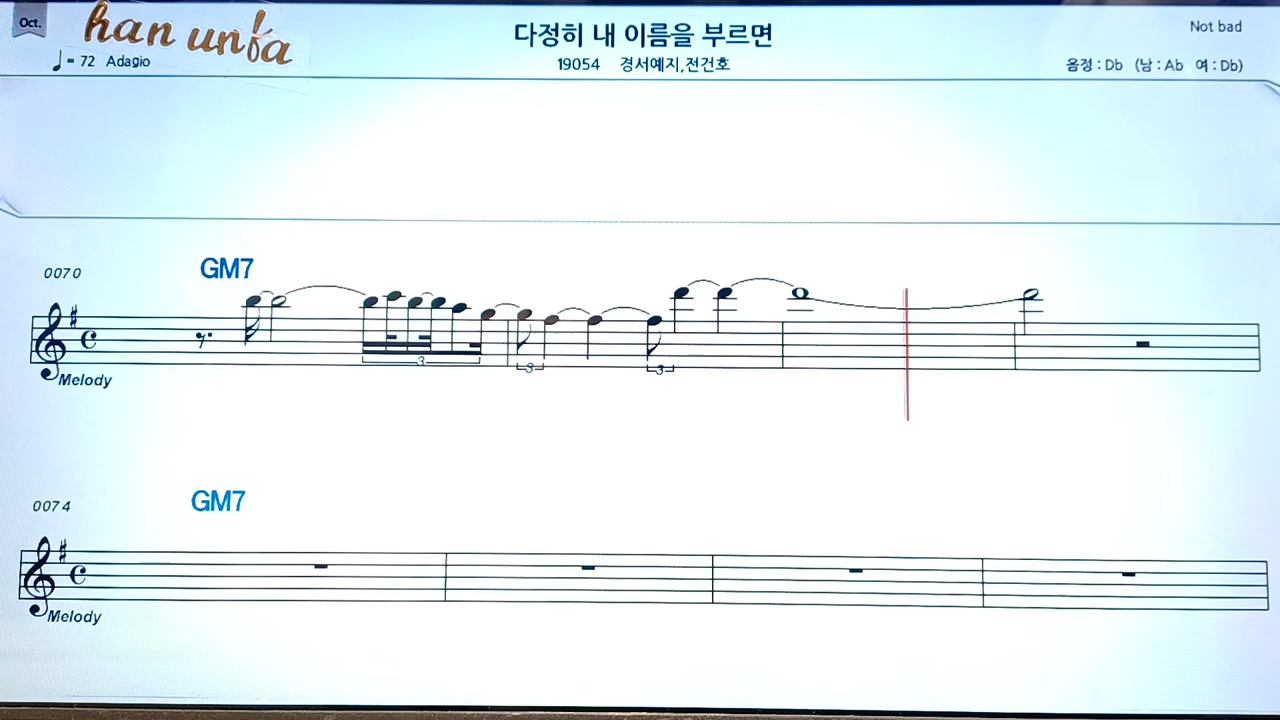 Oct.
han unfa
다정히 내 이름을 부르면
Not bad
♩ = 72 Adagio
19054 경서예지,전건호
음정 : Db (남 : Ab 여 : Db)
0070
GM7
3
3
3
Melody
0074
GM7
Melody